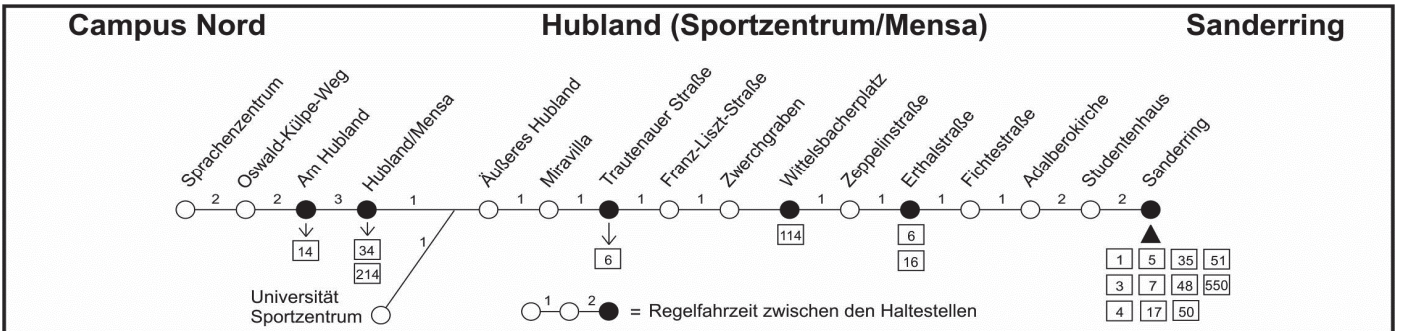 Campus Nord
Hubland (Sportzentrum/Mensa)
Sanderring
Sprachenzentrum
Oswald-Külpe-Weg
Am Hubland
Hubland/Mensa
Äußeres Hubland
Miravilla
Trautenauer Straße
Franz-Liszt-Straße
Zwerchgraben
Wittelsbacherplatz
Zeppelinstraße
Erthalstraße
Fichtestraße
Adalberokirche
Studentenhaus
Sanderring
2 2 3 1 1 1 1 1 1 1 1 1 2 2
1
14
34
214
6
114
6
16
1 5 35 51
3 7 48 550
4 17 50
Universität
Sportzentrum
1 2 = Regelfahrzeit zwischen den Haltestellen